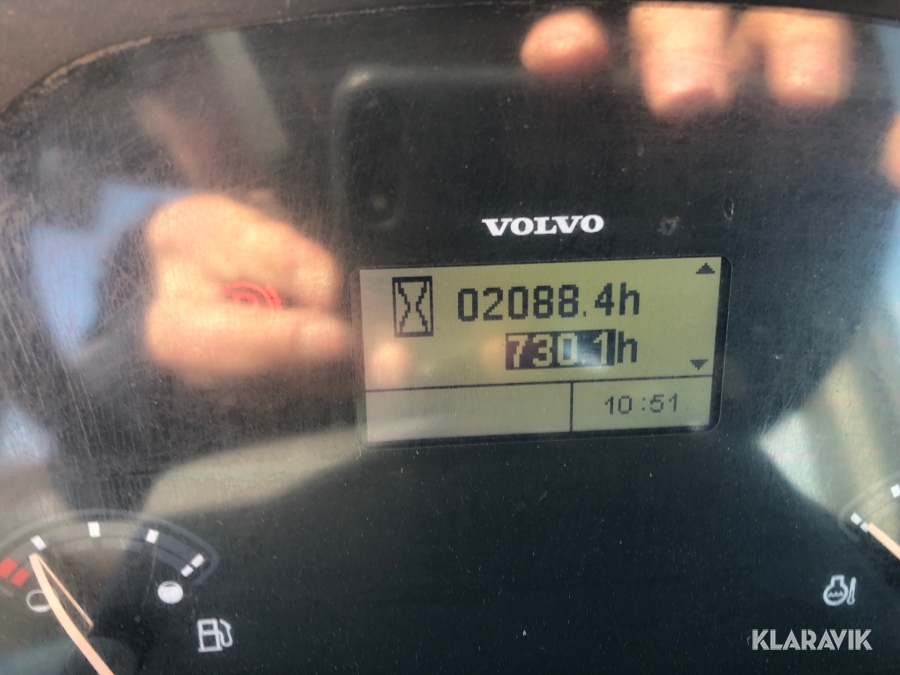 VOLVO
02088.4h
730.1h
10:51
KLARAVIK